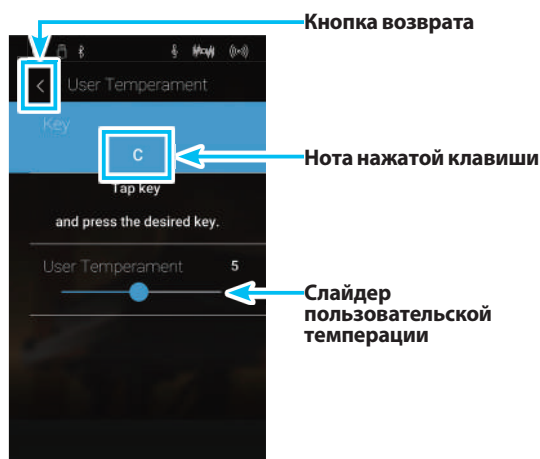 Кнопка возврата
User Temperament
Key
C
Нота нажатой клавиши
Tap key
and press the desired key.
User Temperament 5
Слайдер
пользовательской
темперации